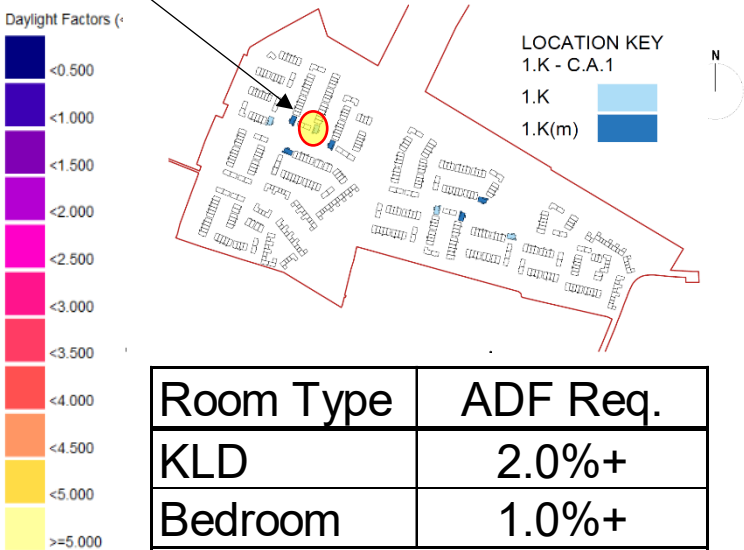 Daylight Factors (
<0.500
<1.000
<1.500
<2.000
<2.500
<3.000
<3.500
<4.000
<4.500
<5.000
>=5.000
LOCATION KEY
1.K - C.A.1
1.K
1.K(m)
N
Room Type ADF Req.
KLD 2.0%+
Bedroom 1.0%+